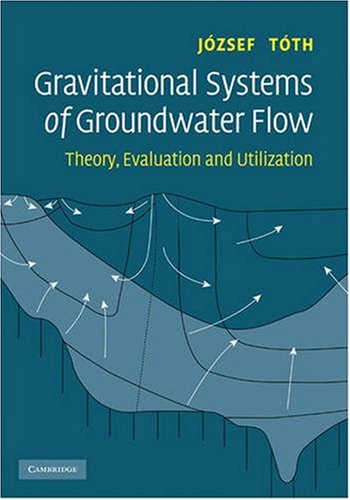 JÓZSEF TÓTH
Gravitational Systems
of Groundwater Flow
Theory, Evaluation and Utilization
CAMBRIDGE